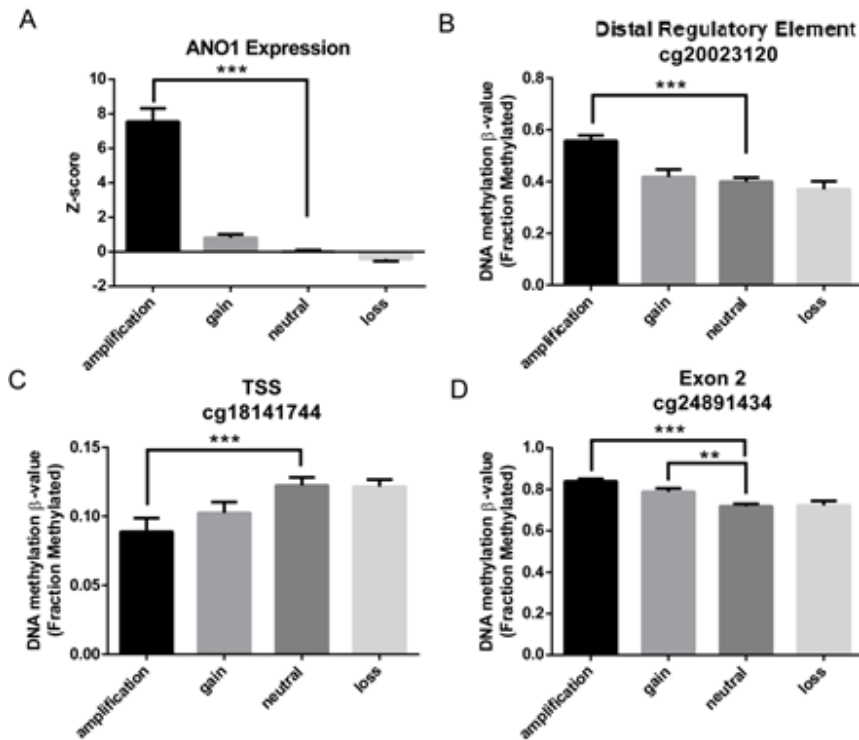 A
ANO1 Expression
***
Z-score
10
8
6
4
2
0
-2
amplification
gain
neutral
loss
B
Distal Regulatory Element
cg20023120
***
DNA methylation β-value
(Fraction Methylated)
0.8
0.6
0.4
0.2
0.0
amplification
gain
neutral
loss
C
TSS
cg18141744
***
DNA methylation β-value
(Fraction Methylated)
0.15
0.10
0.05
0.00
amplification
gain
neutral
loss
D
Exon 2
cg24891434
***
**
DNA methylation β-value
(Fraction Methylated)
1.0
0.8
0.6
0.4
0.2
0.0
amplification
gain
neutral
loss